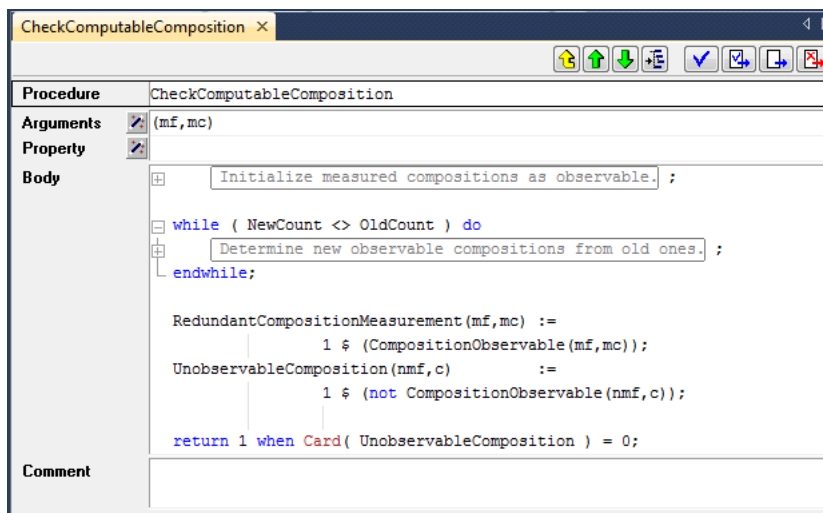 CheckComputableComposition ×
Procedure CheckComputableComposition
Arguments (mf,mc)
Property
Body Initialize measured compositions as observable. ;
while ( NewCount <> OldCount ) do
Determine new observable compositions from old ones. ;
endwhile;
RedundantCompositionMeasurement(mf,mc) :=
1 $ (CompositionObservable(mf,mc));
UnobservableComposition(nmf,c) :=
1 $ (not CompositionObservable(nmf,c));
return 1 when Card( UnobservableComposition ) = 0;
Comment